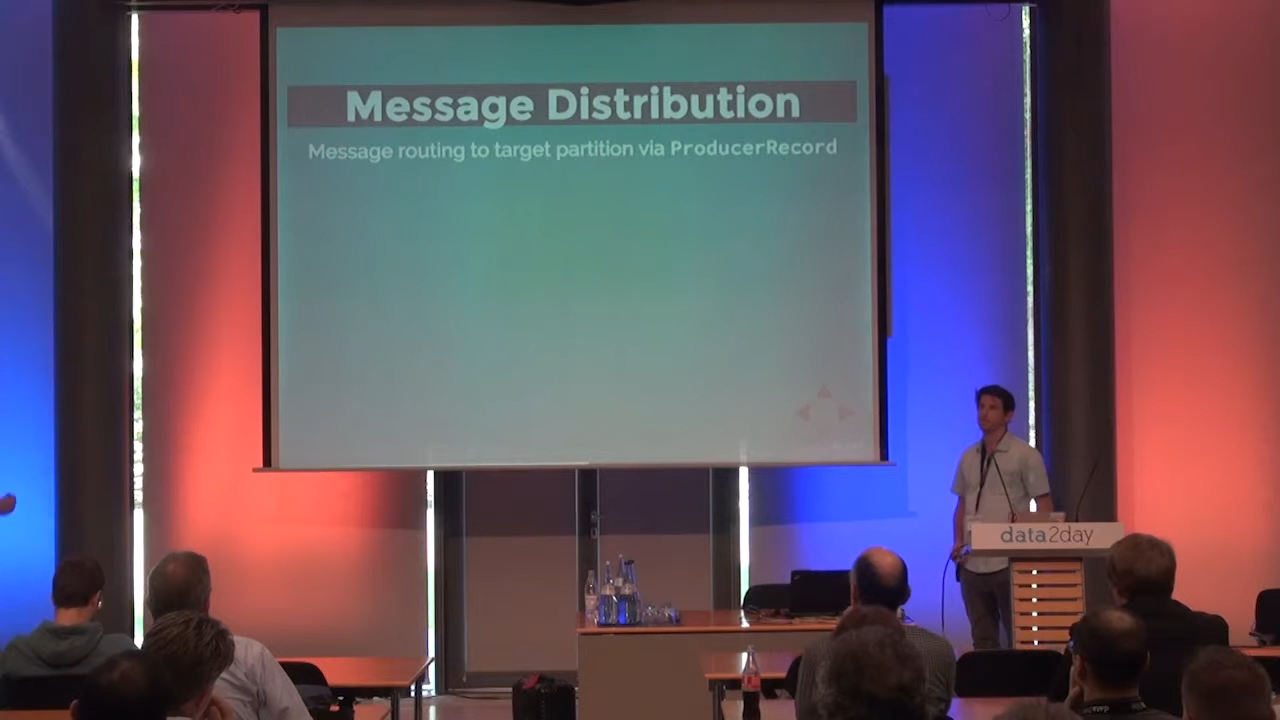 Message Distribution
Message routing to target partition via ProducerRecord
data2day